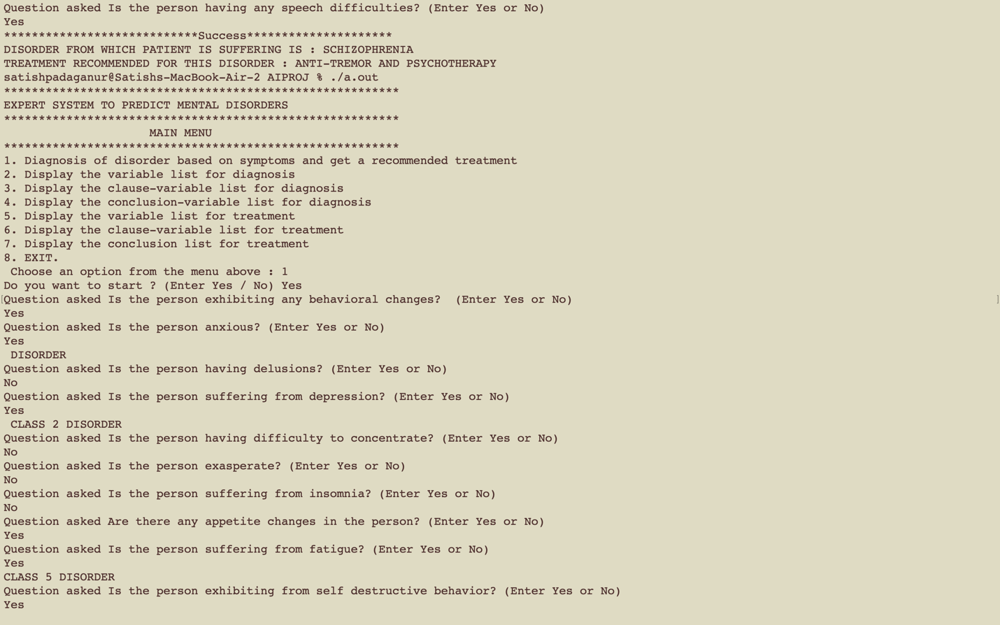 Question asked Is the person having any speech difficulties? (Enter Yes or No)
Yes
****************************Success*********************
DISORDER FROM WHICH PATIENT IS SUFFERING IS : SCHIZOPHRENIA
TREATMENT RECOMMENDED FOR THIS DISORDER : ANTI-TREMOR AND PSYCHOTHERAPY
satishpadaganur@Satishs-MacBook-Air-2 AIPROJ % ./a.out
*********************************************************
EXPERT SYSTEM TO PREDICT MENTAL DISORDERS
*********************************************************
MAIN MENU
*********************************************************
1. Diagnosis of disorder based on symptoms and get a recommended treatment
2. Display the variable list for diagnosis
3. Display the clause-variable list for diagnosis
4. Display the conclusion-variable list for diagnosis
5. Display the variable list for treatment
6. Display the clause-variable list for treatment
7. Display the conclusion list for treatment
8. EXIT.
Choose an option from the menu above : 1
Do you want to start ? (Enter Yes / No) Yes
[Question asked Is the person exhibiting any behavioral changes?  (Enter Yes or No) ]
Yes
Question asked Is the person anxious? (Enter Yes or No)
Yes
DISORDER
Question asked Is the person having delusions? (Enter Yes or No)
No
Question asked Is the person suffering from depression? (Enter Yes or No)
Yes
CLASS 2 DISORDER
Question asked Is the person having difficulty to concentrate? (Enter Yes or No)
No
Question asked Is the person exasperate? (Enter Yes or No)
No
Question asked Is the person suffering from insomnia? (Enter Yes or No)
No
Question asked Are there any appetite changes in the person? (Enter Yes or No)
Yes
Question asked Is the person suffering from fatigue? (Enter Yes or No)
Yes
CLASS 5 DISORDER
Question asked Is the person exhibiting from self destructive behavior? (Enter Yes or No)
Yes